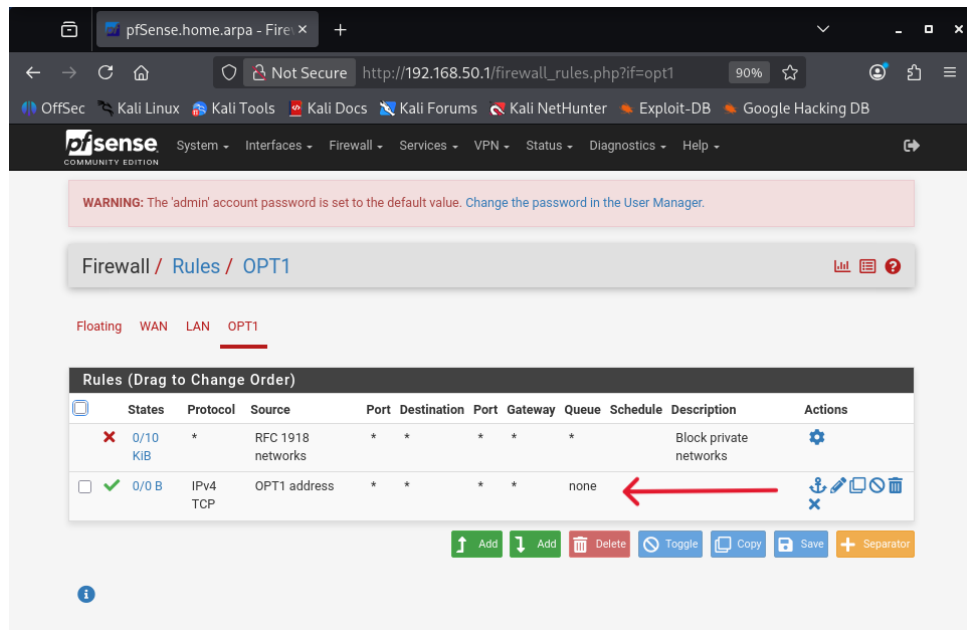 pfSense.home.arpa - Fire
Not Secure http://192.168.50.1/firewall_rules.php?if=opt1 90%
OffSec Kali Linux Kali Tools Kali Docs Kali Forums Kali NetHunter Exploit-DB Google Hacking DB
pfsense System Interfaces Firewall Services VPN Status Diagnostics Help
COMMUNITY EDITION
WARNING: The 'admin' account password is set to the default value. Change the password in the User Manager.
Firewall / Rules / OPT1
Floating WAN LAN OPT1
Rules (Drag to Change Order)
States Protocol Source Port Destination Port Gateway Queue Schedule Description Actions
0/10 * RFC 1918 * * * * * Block private
KiB networks networks
0/0 B IPv4 OPT1 address * * * * none
TCP
Add Add Delete Toggle Copy Save Separator